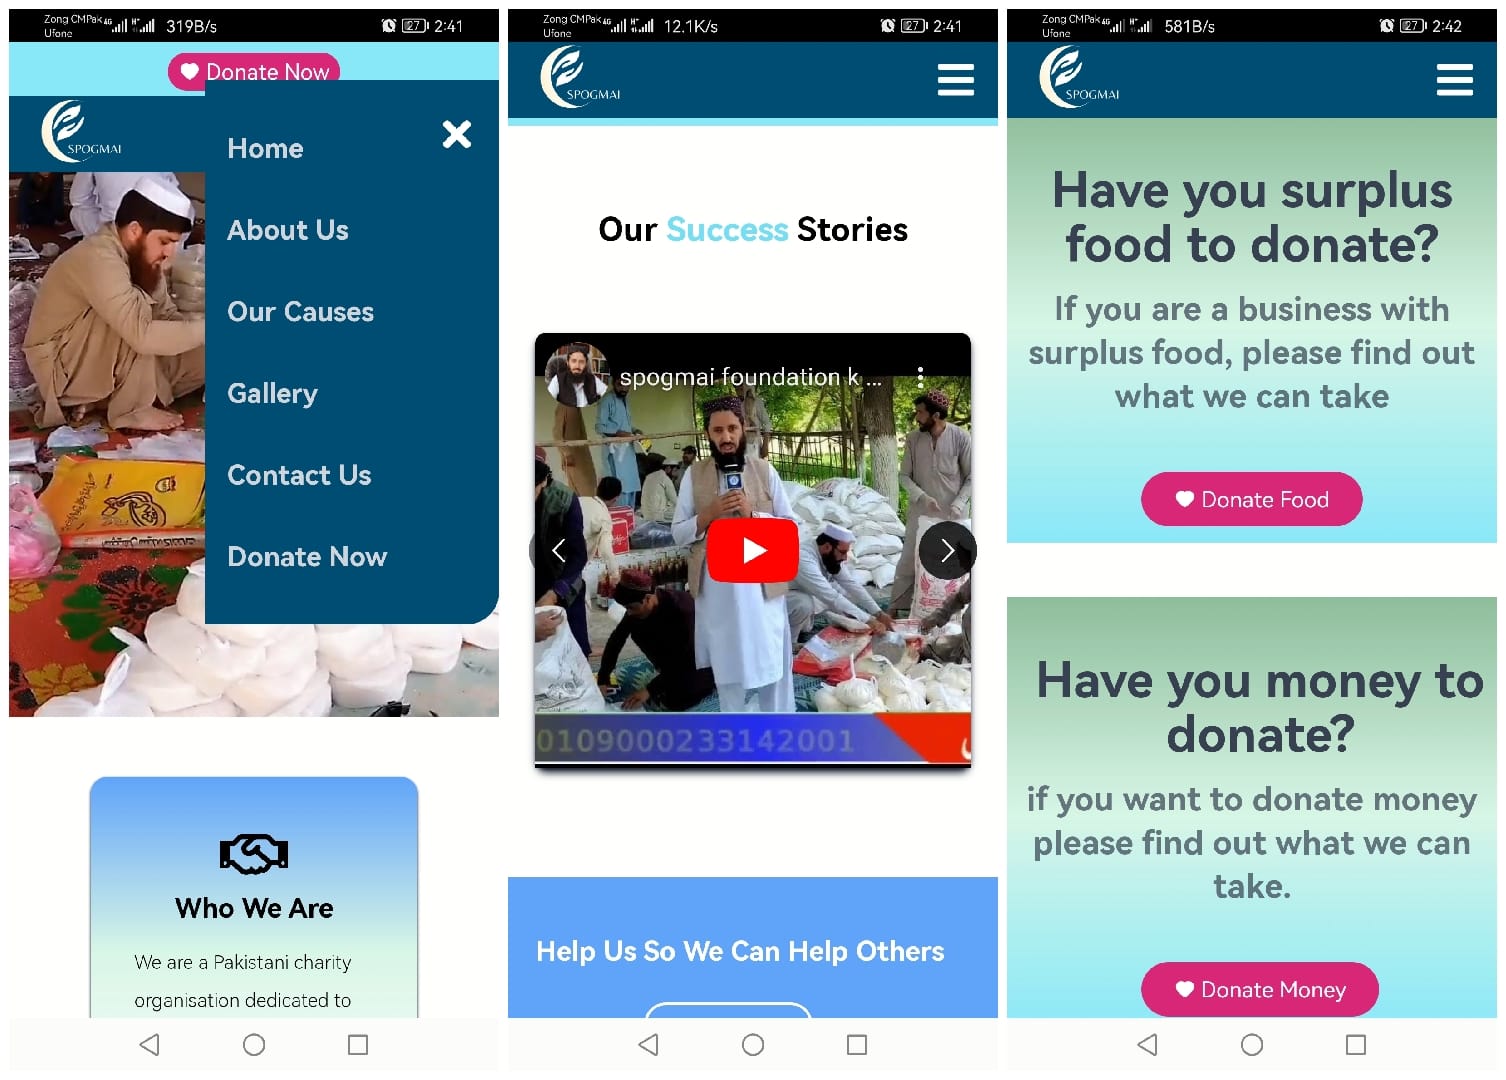 Zong CMPak 4G
Ufone
H+
319B/s
27
2:41
Donate Now
SPOGMAI
Home
About Us
Our Causes
Gallery
Contact Us
Donate Now
Who We Are
We are a Pakistani charity
organisation dedicated to
Zong CMPak 4G
Ufone
H+
12.1K/s
27
2:41
SPOGMAI
Our Success Stories
spogmai foundation k ...
0109000233142001
Help Us So We Can Help Others
Zong CMPak 4G
Ufone
H+
581B/s
27
2:42
SPOGMAI
Have you surplus
food to donate?
If you are a business with
surplus food, please find out
what we can take
Donate Food
Have you money to
donate?
if you want to donate money
please find out what we can
take.
Donate Money